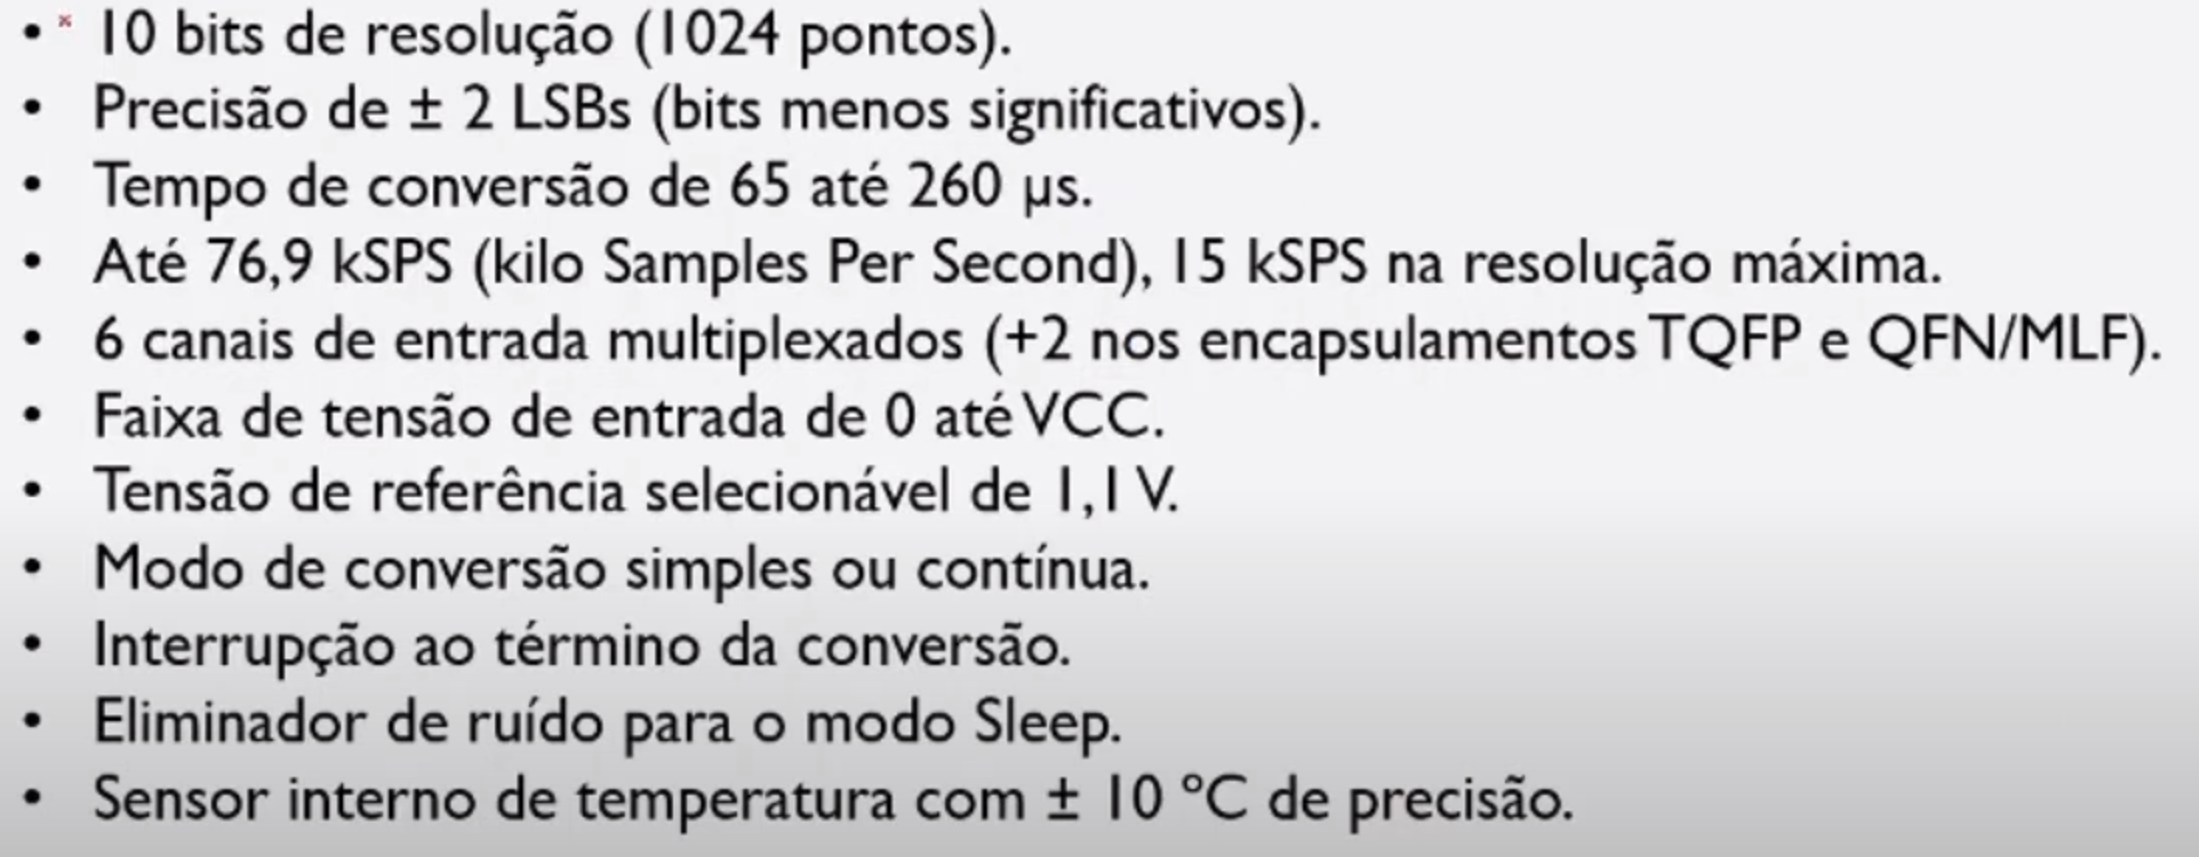 • * 10 bits de resolução (1024 pontos).
• Precisão de ± 2 LSBs (bits menos significativos).
• Tempo de conversão de 65 até 260 μs.
• Até 76,9 kSPS (kilo Samples Per Second), 15 kSPS na resolução máxima.
• 6 canais de entrada multiplexados (+2 nos encapsulamentos TQFP e QFN/MLF).
• Faixa de tensão de entrada de 0 até VCC.
• Tensão de referência selecionável de 1,1 V.
• Modo de conversão simples ou contínua.
• Interrupção ao término da conversão.
• Eliminador de ruído para o modo Sleep.
• Sensor interno de temperatura com ± 10 ºC de precisão.